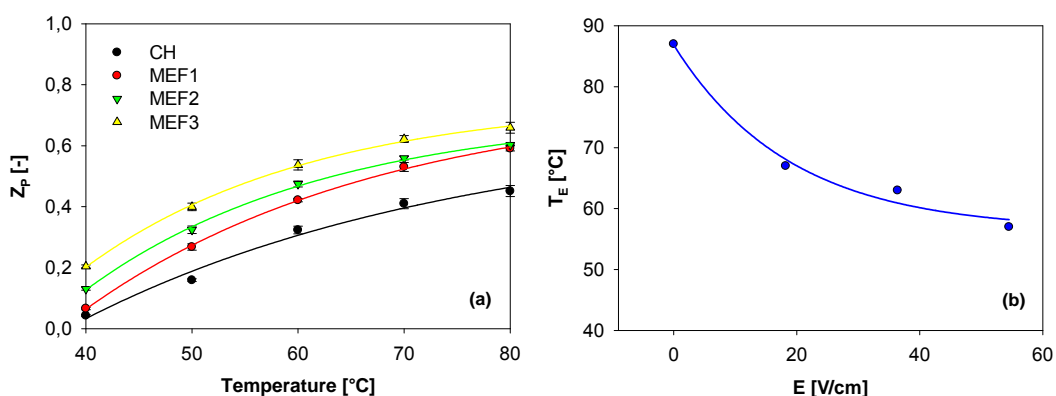 1,0
0,8
0,6
0,4
0,2
0,0
Z_P [-]
CH
MEF1
MEF2
MEF3
(a)
40 50 60 70 80
Temperature [°C]
90
80
70
60
50
40
T_E [°C]
(b)
0 20 40 60
E [V/cm]